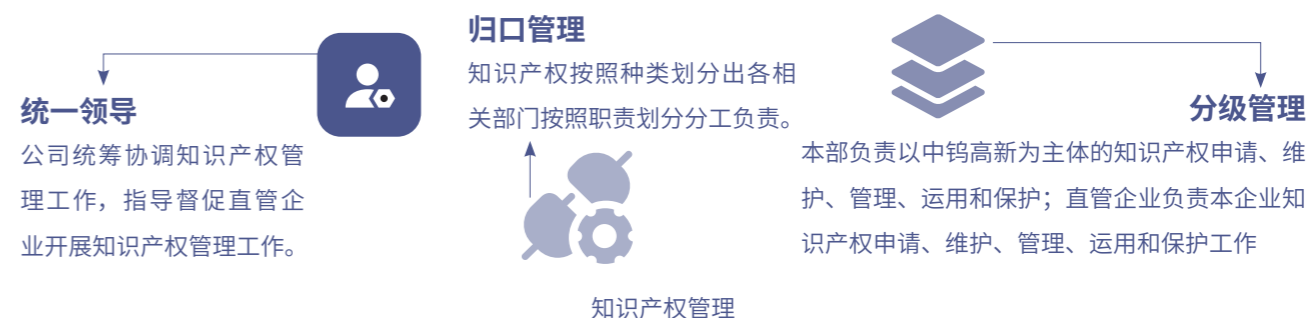 统一领导
公司统筹协调知识产权管
理工作，指导督促直管企
业开展知识产权管理工作。
归口管理
知识产权按照种类划分出各相
关部门按照职责划分分工负责。
分级管理
本部负责以中钨高新为主体的知识产权申请、维
护、管理、运用和保护；直管企业负责本企业知
识产权申请、维护、管理、运用和保护工作
知识产权管理